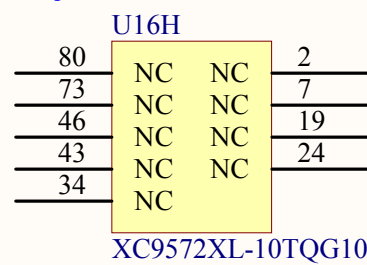 U16H
80 NC NC 2
73 NC NC 7
46 NC NC 19
43 NC NC 24
34 NC
XC9572XL-10TQG10